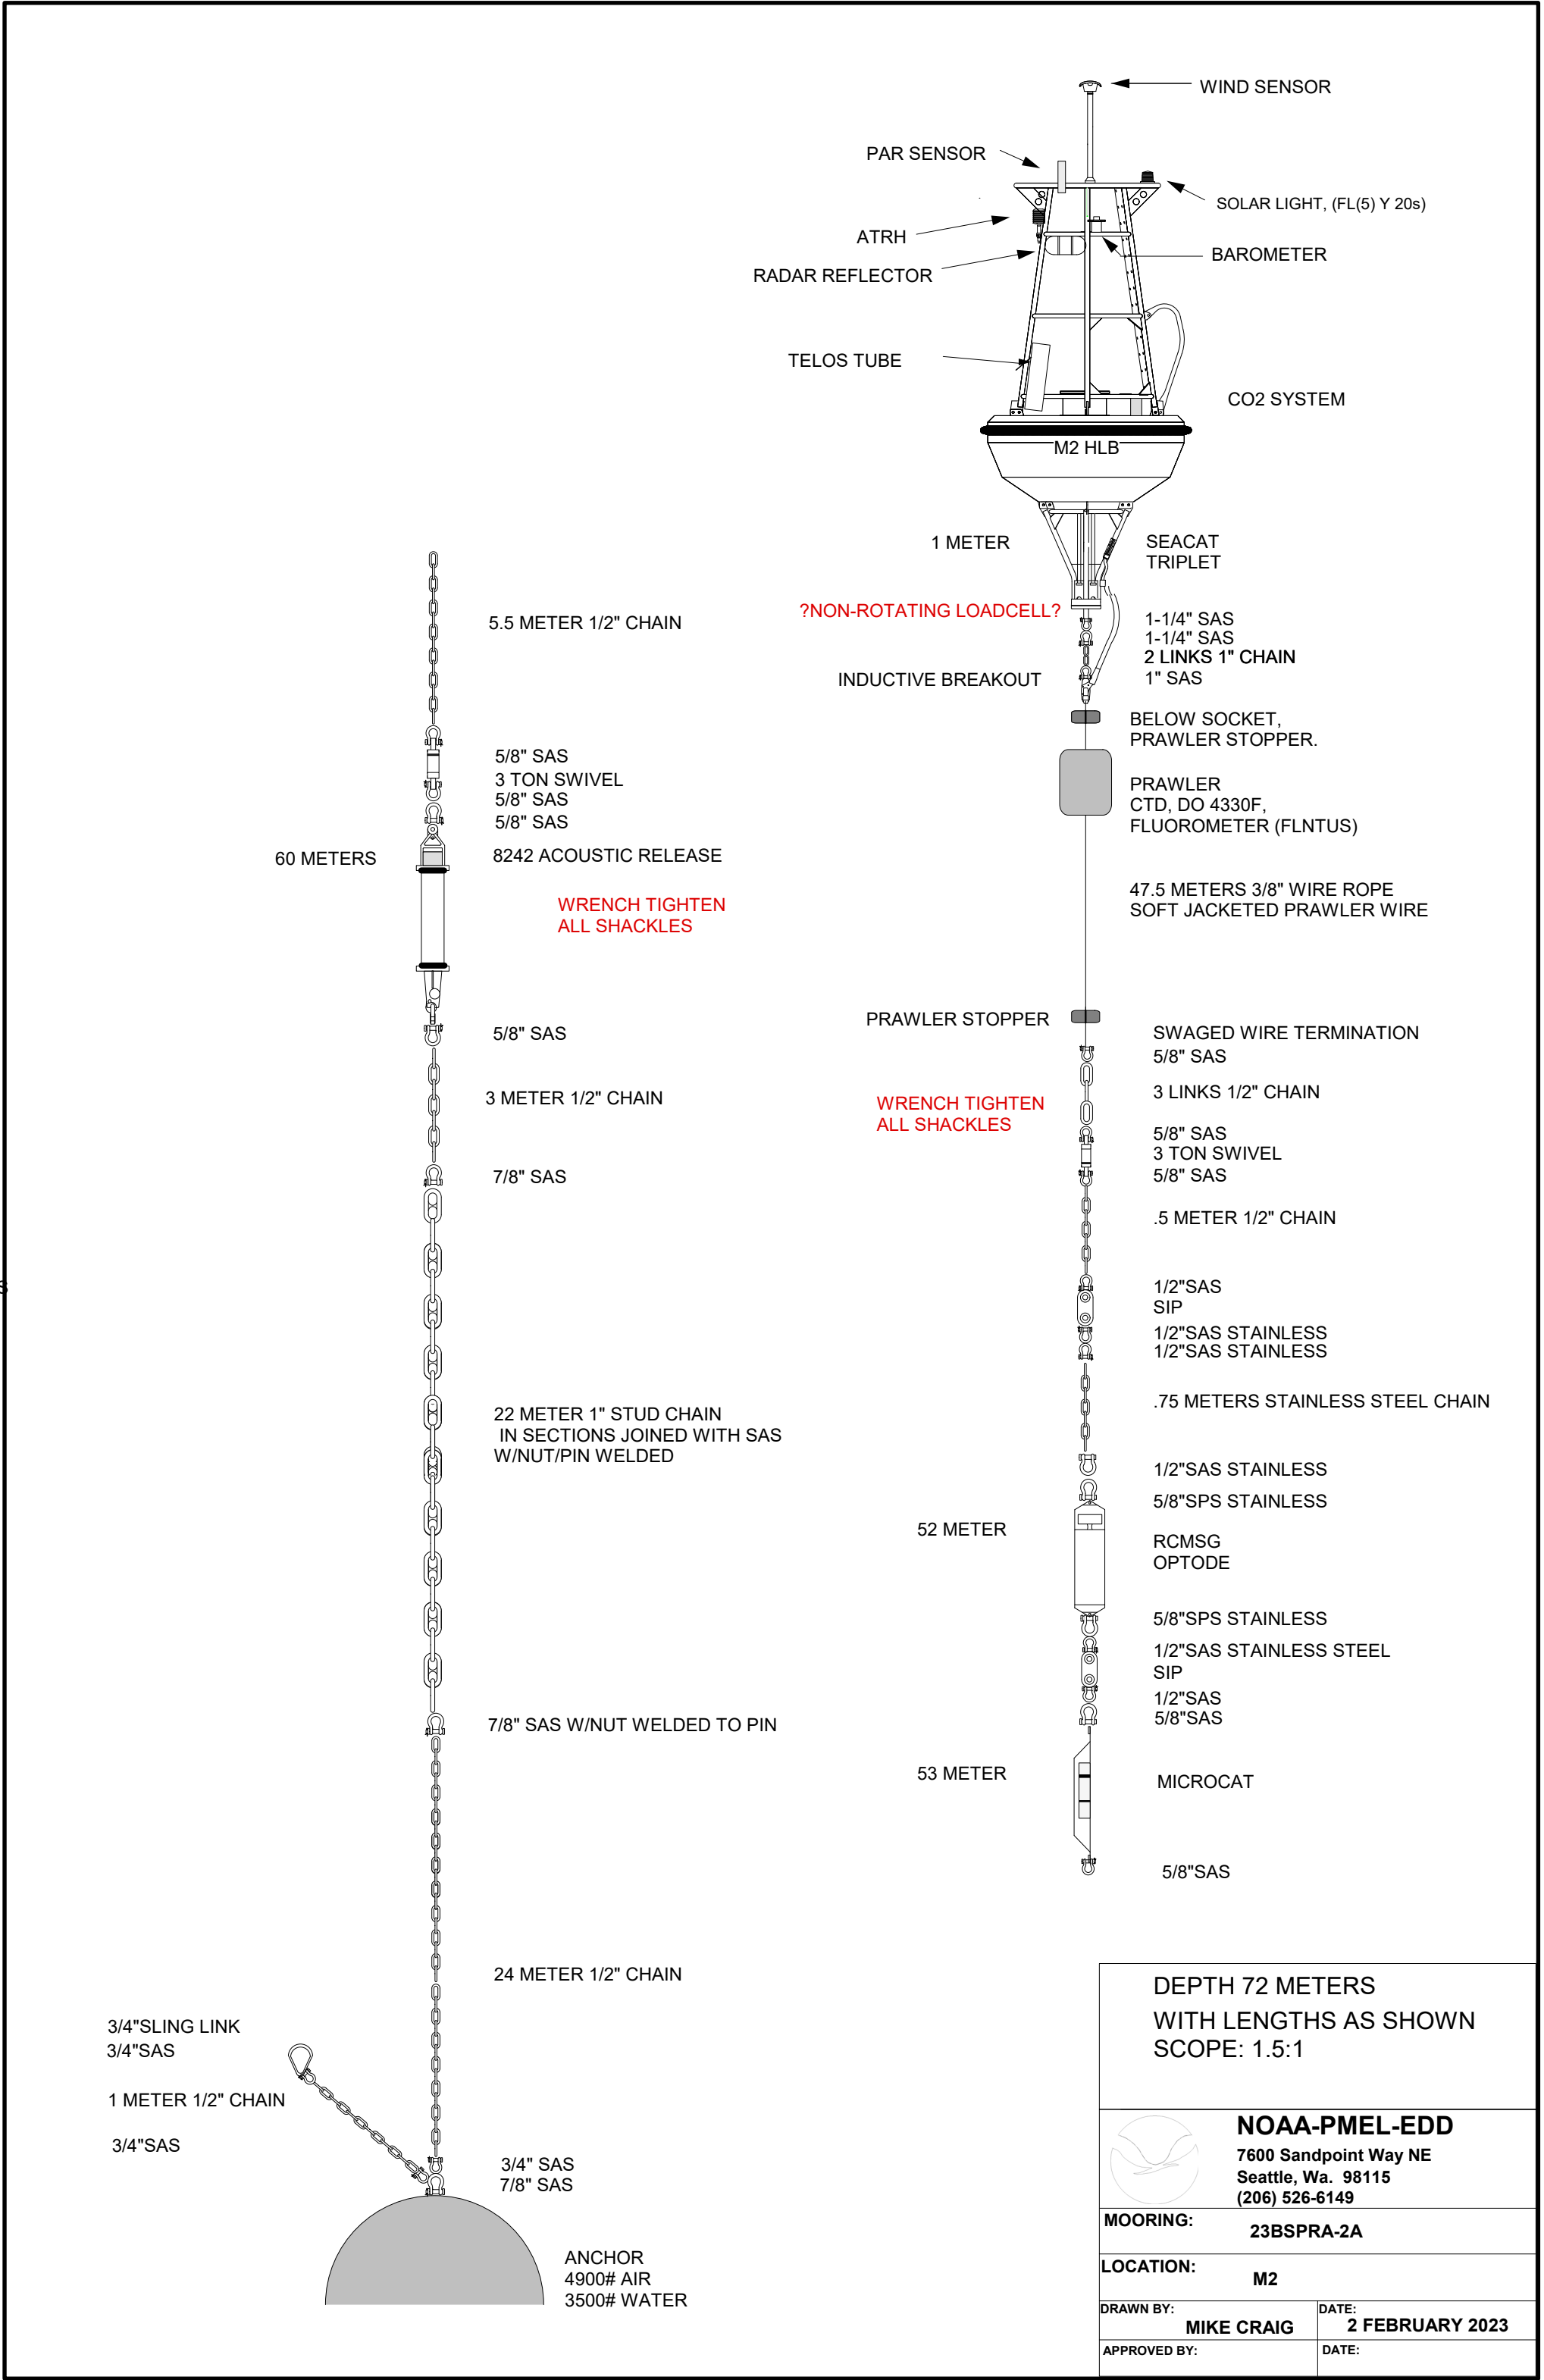 WIND SENSOR
PAR SENSOR
SOLAR LIGHT, (FL(5) Y 20s)
ATRH
BAROMETER
RADAR REFLECTOR
TELOS TUBE
CO2 SYSTEM
M2 HLB
1 METER
SEACAT
TRIPLET
?NON-ROTATING LOADCELL?
1-1/4" SAS
1-1/4" SAS
2 LINKS 1" CHAIN
1" SAS
INDUCTIVE BREAKOUT
BELOW SOCKET,
PRAWLER STOPPER.
PRAWLER
CTD, DO 4330F,
FLUOROMETER (FLNTUS)
47.5 METERS 3/8" WIRE ROPE
SOFT JACKETED PRAWLER WIRE
PRAWLER STOPPER
SWAGED WIRE TERMINATION
5/8" SAS
3 LINKS 1/2" CHAIN
WRENCH TIGHTEN
ALL SHACKLES
5/8" SAS
3 TON SWIVEL
5/8" SAS
.5 METER 1/2" CHAIN
1/2"SAS
SIP
1/2"SAS STAINLESS
1/2"SAS STAINLESS
.75 METERS STAINLESS STEEL CHAIN
1/2"SAS STAINLESS
5/8"SPS STAINLESS
52 METER
RCMSG
OPTODE
5/8"SPS STAINLESS
1/2"SAS STAINLESS STEEL
SIP
1/2"SAS
5/8"SAS
53 METER
MICROCAT
5/8"SAS
5.5 METER 1/2" CHAIN
5/8" SAS
3 TON SWIVEL
5/8" SAS
5/8" SAS
60 METERS
8242 ACOUSTIC RELEASE
WRENCH TIGHTEN
ALL SHACKLES
5/8" SAS
3 METER 1/2" CHAIN
7/8" SAS
S
22 METER 1" STUD CHAIN
IN SECTIONS JOINED WITH SAS
W/NUT/PIN WELDED
7/8" SAS W/NUT WELDED TO PIN
24 METER 1/2" CHAIN
3/4"SLING LINK
3/4"SAS
1 METER 1/2" CHAIN
3/4"SAS
3/4" SAS
7/8" SAS
ANCHOR
4900# AIR
3500# WATER
DEPTH 72 METERS
WITH LENGTHS AS SHOWN
SCOPE: 1.5:1
NOAA-PMEL-EDD
7600 Sandpoint Way NE
Seattle, Wa. 98115
(206) 526-6149
MOORING: 23BSPRA-2A
LOCATION: M2
DRAWN BY: MIKE CRAIG
DATE: 2 FEBRUARY 2023
APPROVED BY:
DATE: